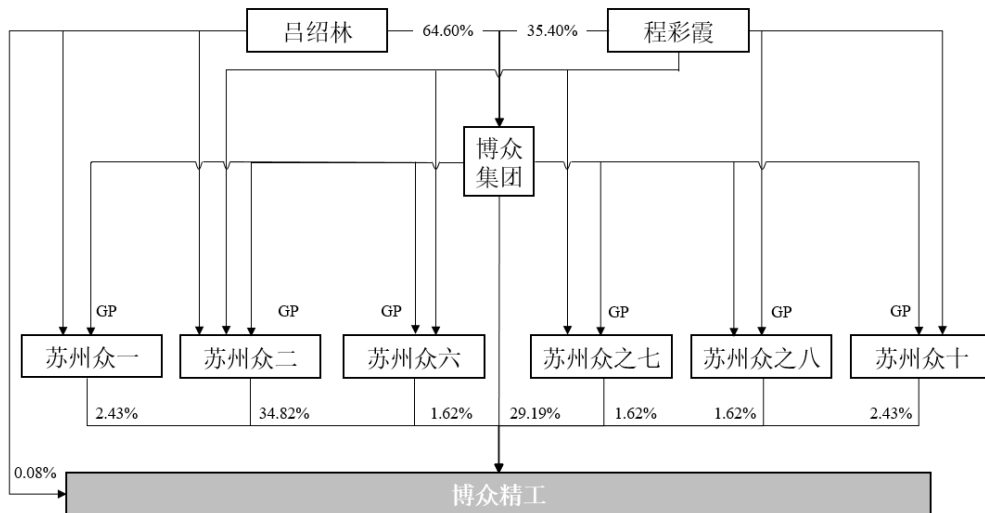 吕绍林
64.60%
35.40%
程彩霞
博众
集团
GP
GP
GP
GP
GP
GP
苏州众一
苏州众二
苏州众六
苏州众之七
苏州众之八
苏州众十
2.43%
34.82%
1.62%
29.19%
1.62%
1.62%
2.43%
0.08%
博众精工